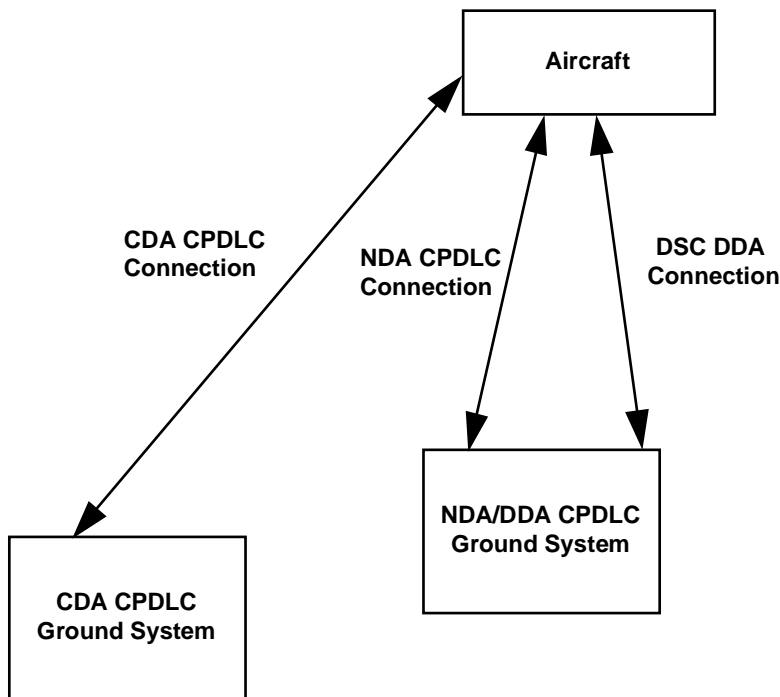 Aircraft
CDA CPDLC
Connection
NDA CPDLC
Connection
DSC DDA
Connection
NDA/DDA CPDLC
Ground System
CDA CPDLC
Ground System